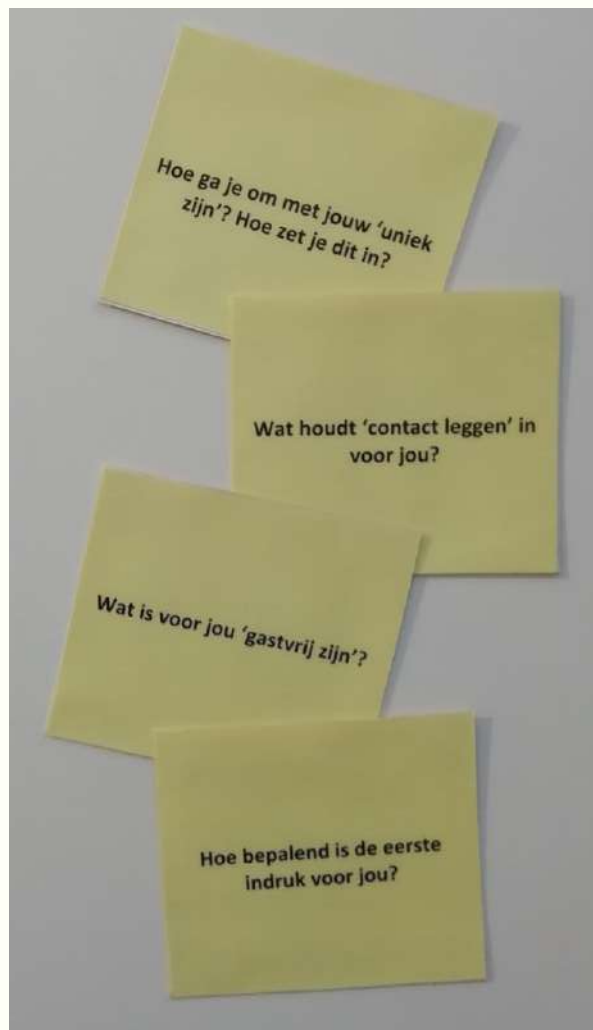 Hoe ga je om met jouw ‘uniek
zijn’? Hoe zet je dit in?
Wat houdt ‘contact leggen’ in
voor jou?
Wat is voor jou ‘gastvrij zijn’?
Hoe bepalend is de eerste
indruk voor jou?